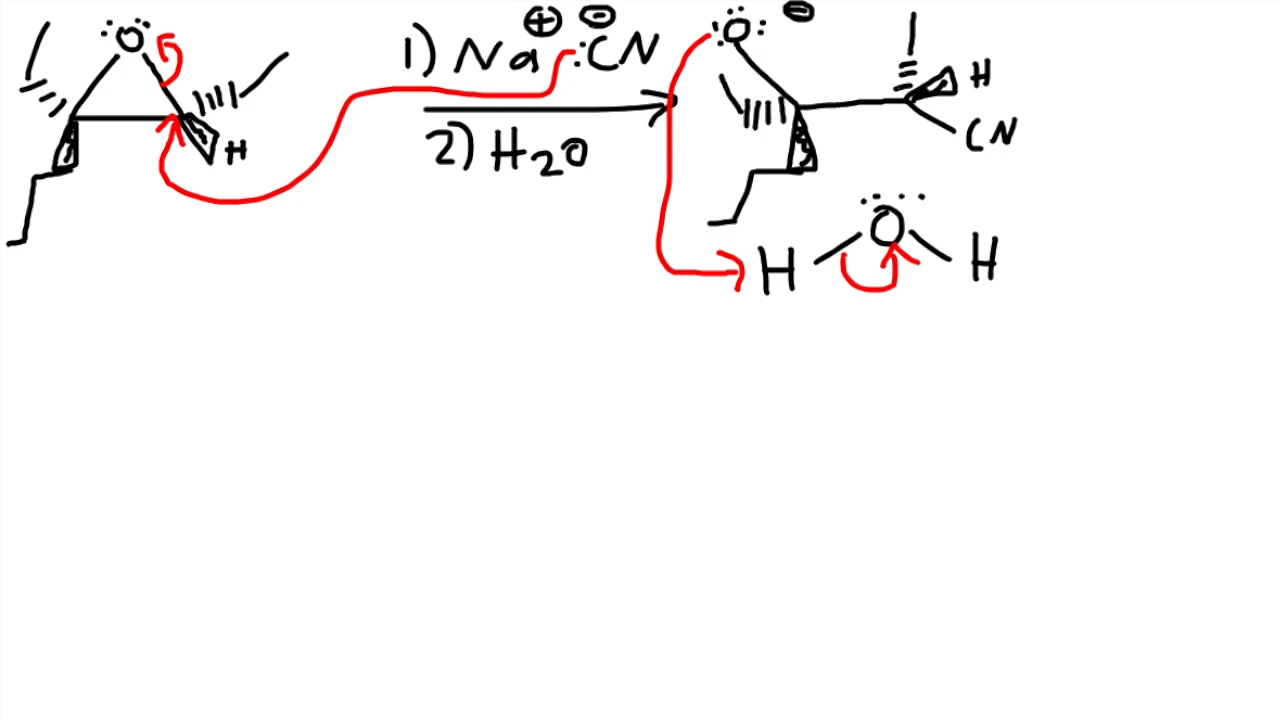 O
H
1) Na⊕ ⊖:CN
2) H2O
:O: ⊖
H
CN
H O H